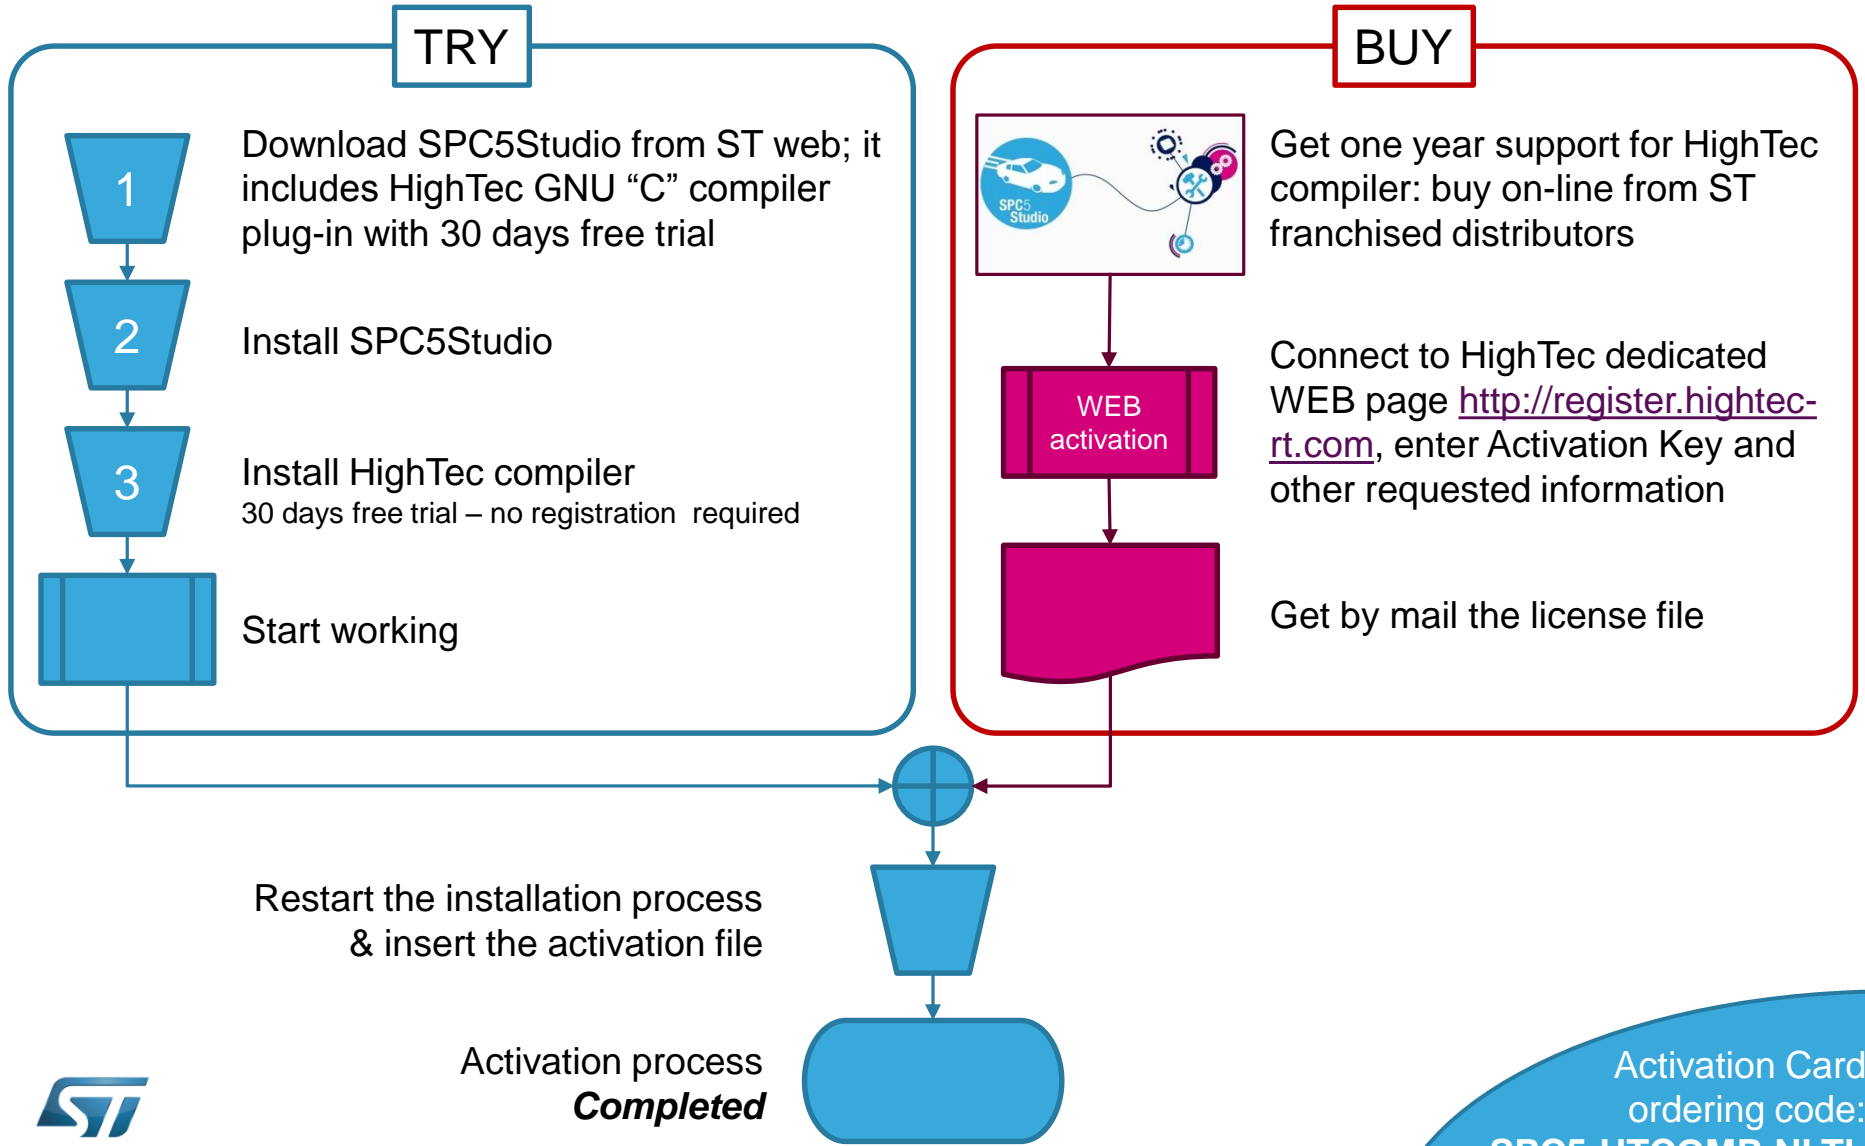 TRY
1
Download SPC5Studio from ST web; it
includes HighTec GNU “C” compiler
plug-in with 30 days free trial
2
Install SPC5Studio
3
Install HighTec compiler
30 days free trial – no registration required
Start working
BUY
SPC5
Studio
Get one year support for HighTec
compiler: buy on-line from ST
franchised distributors
WEB
activation
Connect to HighTec dedicated
WEB page http://register.hightec-
rt.com, enter Activation Key and
other requested information
Get by mail the license file
Restart the installation process
& insert the activation file
Activation process
Completed
ST
Activation Card
ordering code: